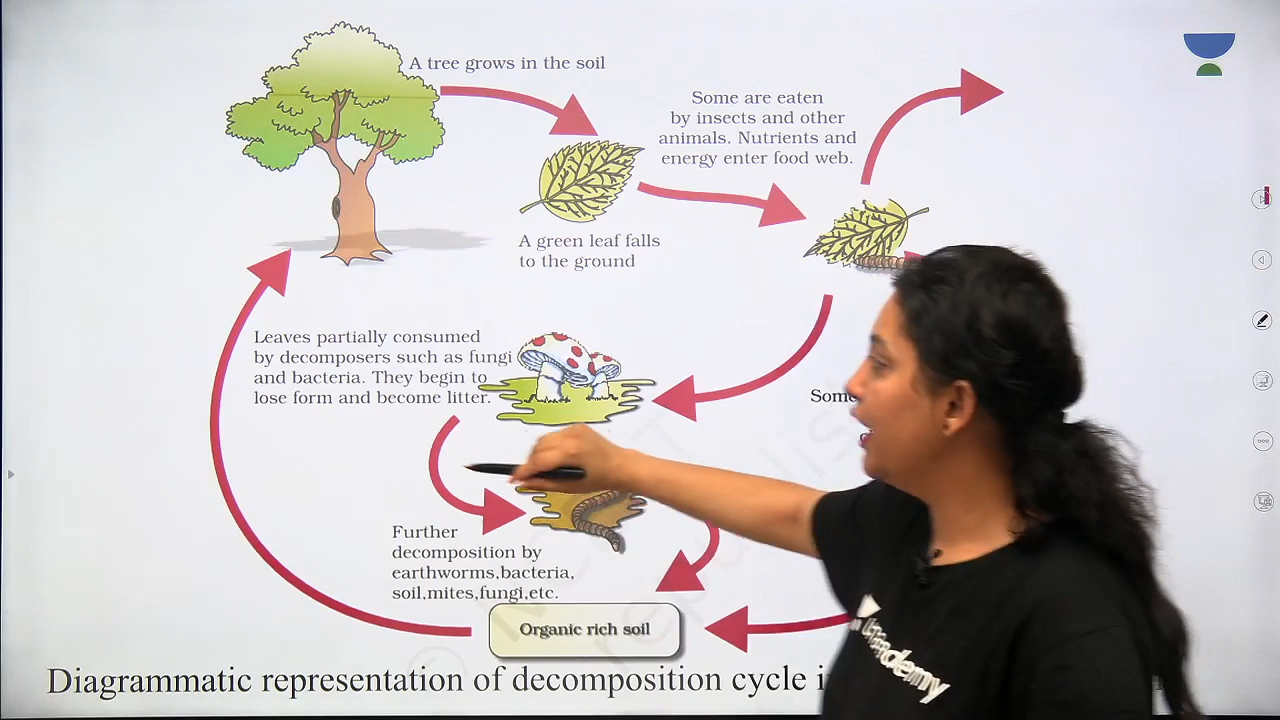 A tree grows in the soil
Some are eaten
by insects and other
animals. Nutrients and
energy enter food web.
A green leaf falls
to the ground
Leaves partially consumed
by decomposers such as fungi
and bacteria. They begin to
lose form and become litter.
Some
Further
decomposition by
earthworms,bacteria,
soil,mites,fungi,etc.
Organic rich soil
Diagrammatic representation of decomposition cycle
unacademy